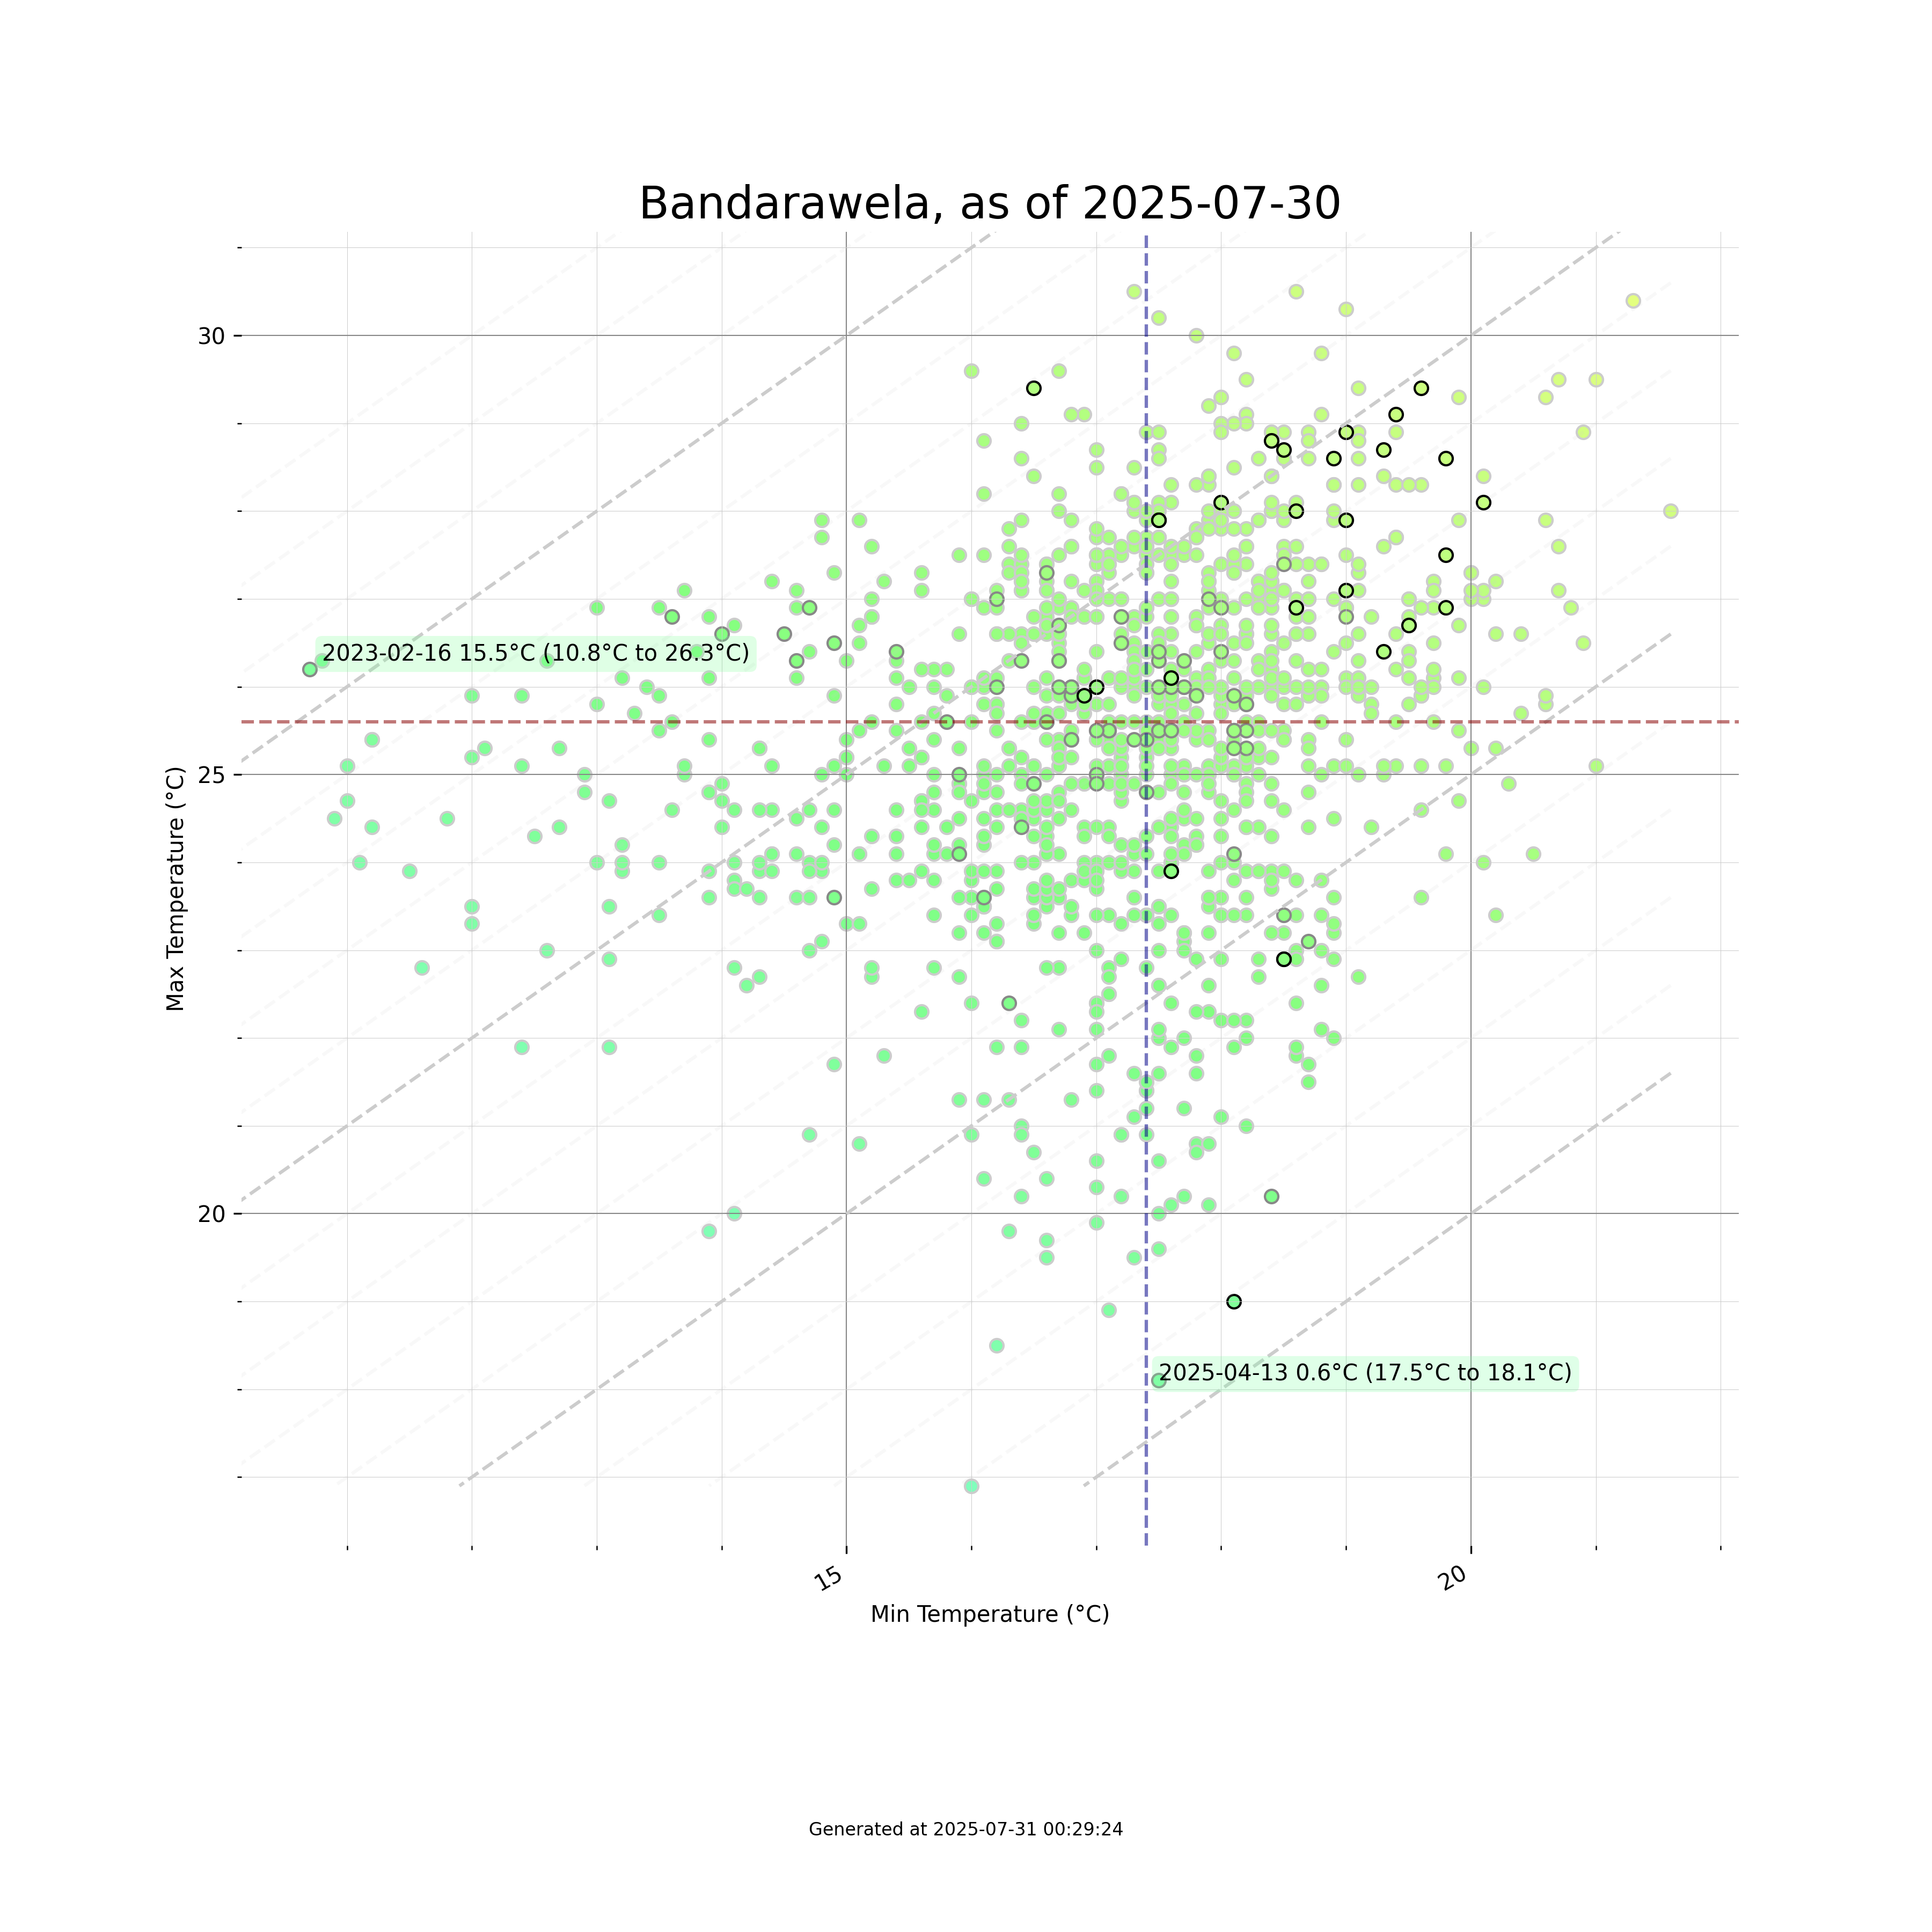 Bandarawela, as of 2025-07-30
30
2023-02-16 15.5°C (10.8°C to 26.3°C)
25
Max Temperature (°C)
20
2025-04-13 0.6°C (17.5°C to 18.1°C)
15
20
Min Temperature (°C)
Generated at 2025-07-31 00:29:24